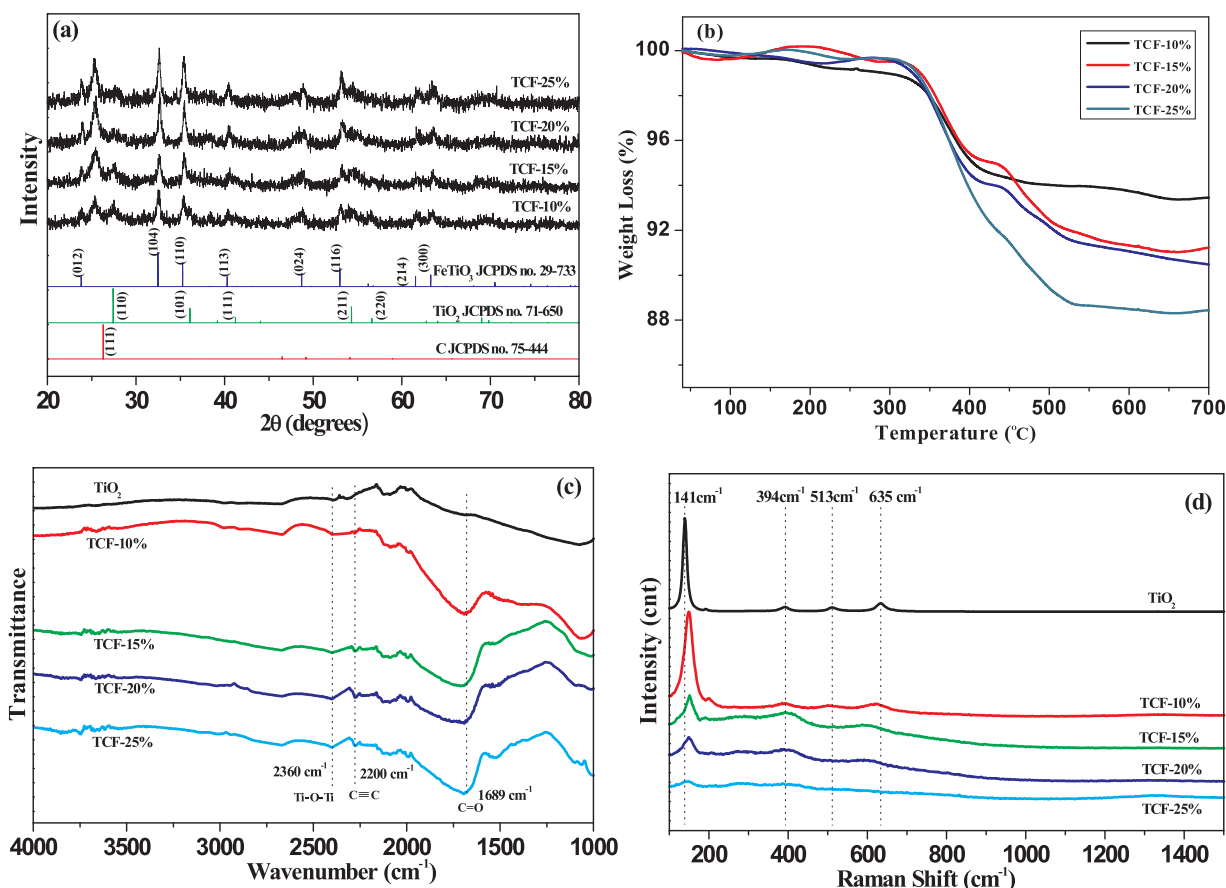 (a)
Intensity
TCF-25%
TCF-20%
TCF-15%
TCF-10%
(012)
(104)
(110)
(113)
(024)
(116)
(214)
(300)
FeTiO₃ JCPDS no. 29-733
(110)
(101)
(111)
(211)
(220)
TiO₂ JCPDS no. 71-650
(111)
C JCPDS no. 75-444
20 30 40 50 60 70 80
2θ (degrees)
(b)
Weight Loss (%)
100
96
92
88
TCF-10%
TCF-15%
TCF-20%
TCF-25%
100 200 300 400 500 600 700
Temperature (°C)
(c)
Transmittance
TiO₂
TCF-10%
TCF-15%
TCF-20%
TCF-25%
2360 cm⁻¹
Ti-O-Ti
2200 cm⁻¹
C≡C
1689 cm⁻¹
C=O
4000 3500 3000 2500 2000 1500 1000
Wavenumber (cm⁻¹)
(d)
Intensity (cnt)
141cm⁻¹ 394cm⁻¹ 513cm⁻¹ 635 cm⁻¹
TiO₂
TCF-10%
TCF-15%
TCF-20%
TCF-25%
200 400 600 800 1000 1200 1400
Raman Shift (cm⁻¹)